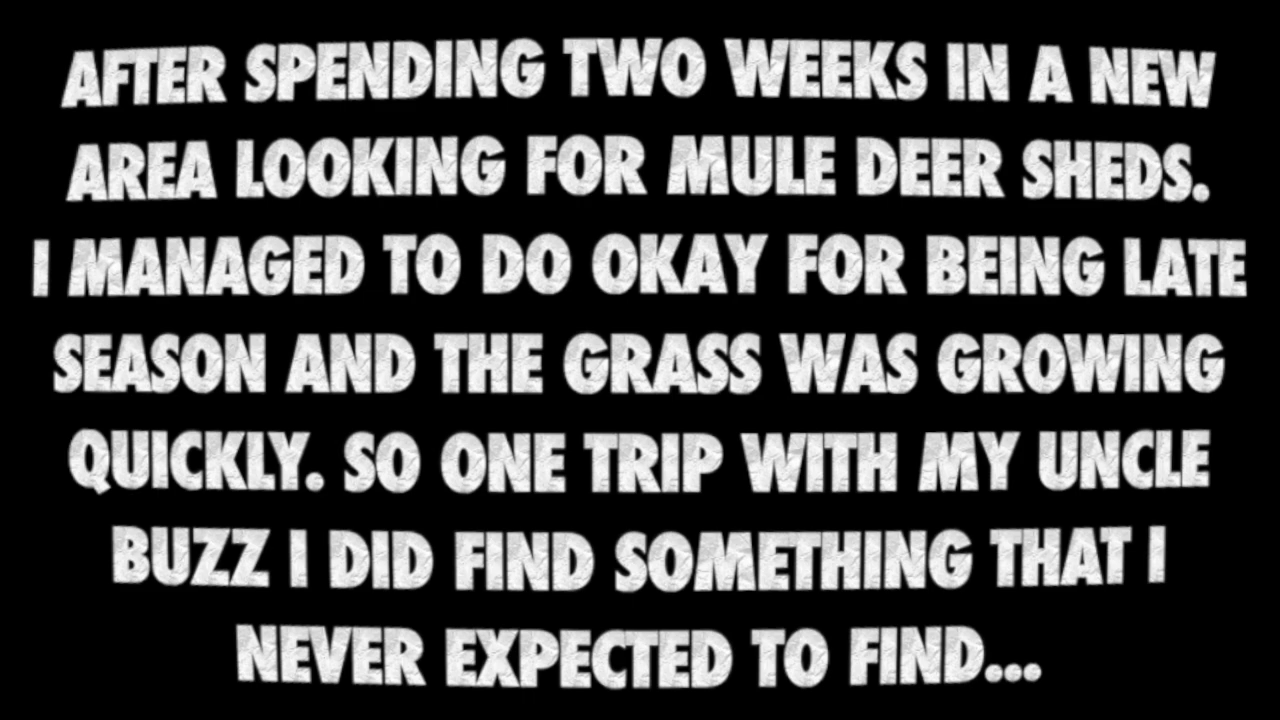 AFTER SPENDING TWO WEEKS IN A NEW
AREA LOOKING FOR MULE DEER SHEDS.
I MANAGED TO DO OKAY FOR BEING LATE
SEASON AND THE GRASS WAS GROWING
QUICKLY. SO ONE TRIP WITH MY UNCLE
BUZZ I DID FIND SOMETHING THAT I
NEVER EXPECTED TO FIND...